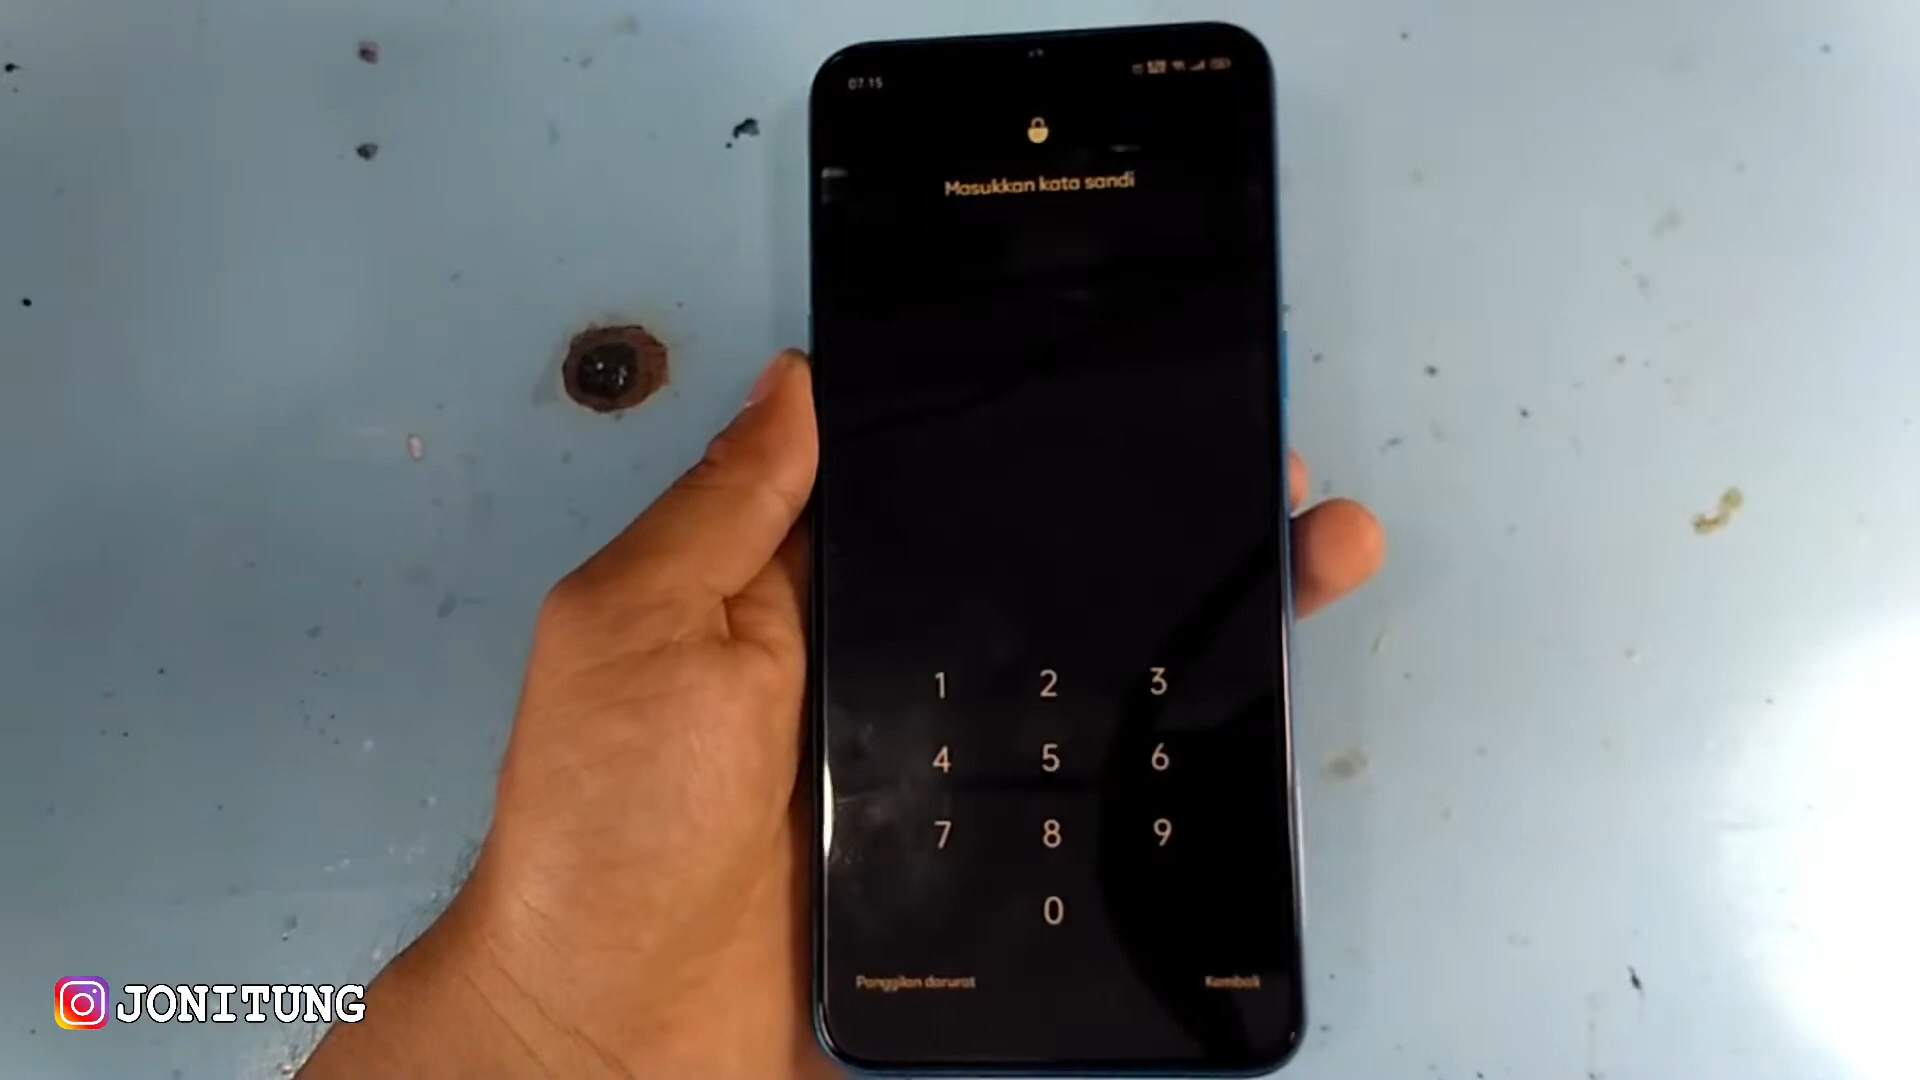 07.15
Masukkan kata sandi
1 2 3
4 5 6
7 8 9
0
Panggilan darurat Kembali
JONITUNG